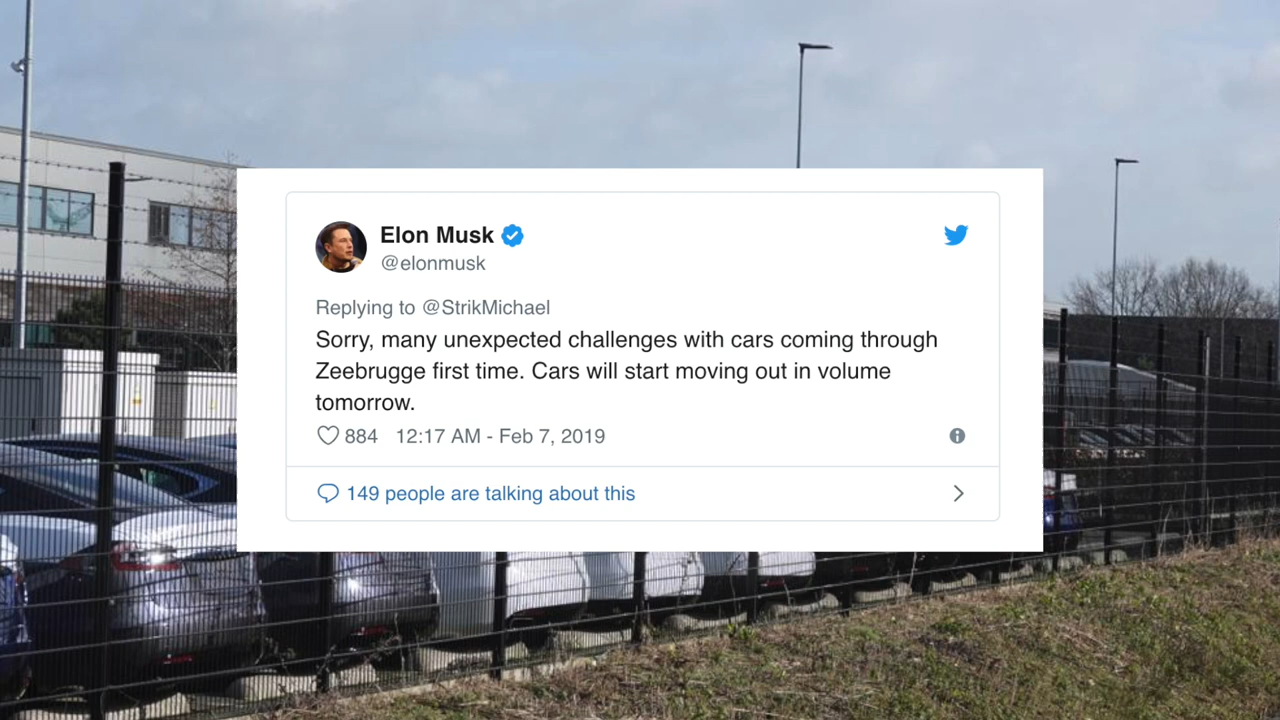 Elon Musk
@elonmusk
Replying to @StrikMichael
Sorry, many unexpected challenges with cars coming through
Zeebrugge first time. Cars will start moving out in volume
tomorrow.
884 12:17 AM - Feb 7, 2019
149 people are talking about this